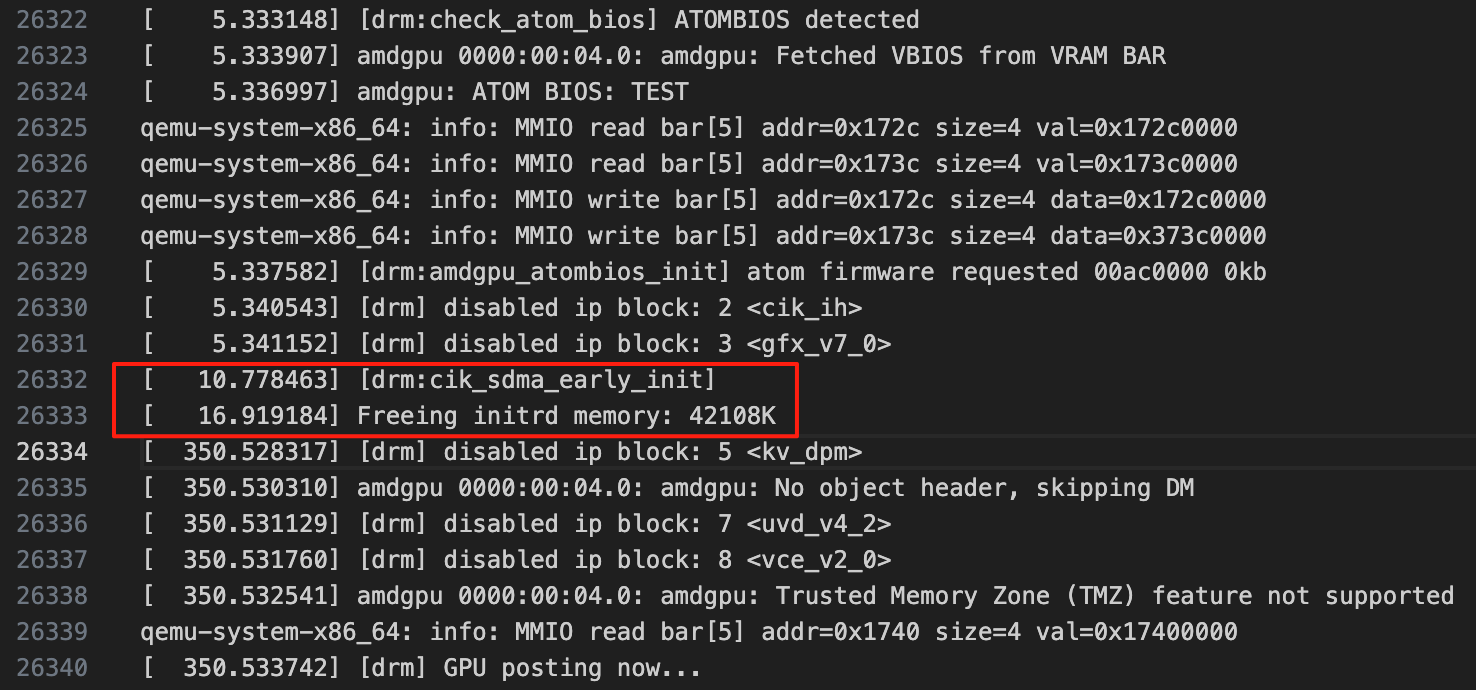 26322 [    5.333148] [drm:check_atom_bios] ATOMBIOS detected
26323 [    5.333907] amdgpu 0000:00:04.0: amdgpu: Fetched VBIOS from VRAM BAR
26324 [    5.336997] amdgpu: ATOM BIOS: TEST
26325 qemu-system-x86_64: info: MMIO read bar[5] addr=0x172c size=4 val=0x172c0000
26326 qemu-system-x86_64: info: MMIO read bar[5] addr=0x173c size=4 val=0x173c0000
26327 qemu-system-x86_64: info: MMIO write bar[5] addr=0x172c size=4 data=0x172c0000
26328 qemu-system-x86_64: info: MMIO write bar[5] addr=0x173c size=4 data=0x373c0000
26329 [    5.337582] [drm:amdgpu_atombios_init] atom firmware requested 00ac0000 0kb
26330 [    5.340543] [drm] disabled ip block: 2 <cik_ih>
26331 [    5.341152] [drm] disabled ip block: 3 <gfx_v7_0>
26332 [   10.778463] [drm:cik_sdma_early_init]
26333 [   16.919184] Freeing initrd memory: 42108K
26334 [  350.528317] [drm] disabled ip block: 5 <kv_dpm>
26335 [  350.530310] amdgpu 0000:00:04.0: amdgpu: No object header, skipping DM
26336 [  350.531129] [drm] disabled ip block: 7 <uvd_v4_2>
26337 [  350.531760] [drm] disabled ip block: 8 <vce_v2_0>
26338 [  350.532541] amdgpu 0000:00:04.0: amdgpu: Trusted Memory Zone (TMZ) feature not supported
26339 qemu-system-x86_64: info: MMIO read bar[5] addr=0x1740 size=4 val=0x17400000
26340 [  350.533742] [drm] GPU posting now...